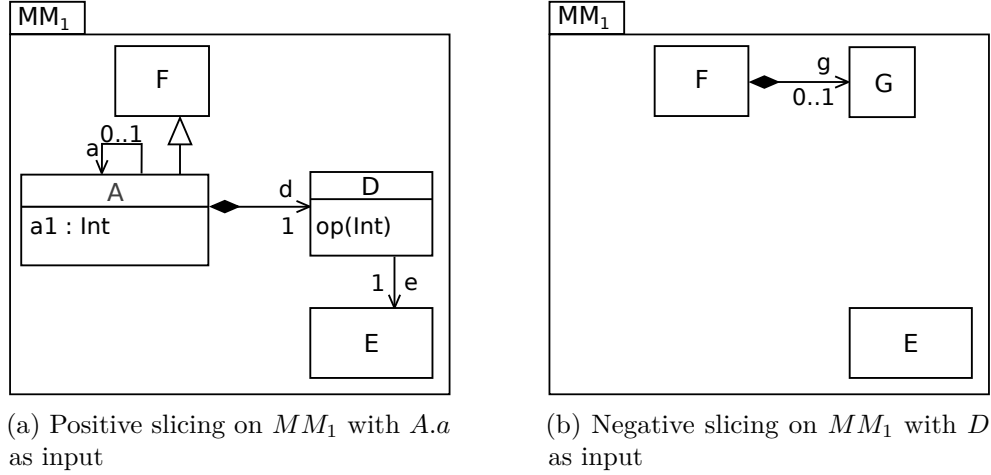 MM₁
F
0..1
a
A
a1 : Int
d
1
D
op(Int)
1 e
E
(a) Positive slicing on MM₁ with A.a
as input
MM₁
F
g
0..1
G
E
(b) Negative slicing on MM₁ with D
as input